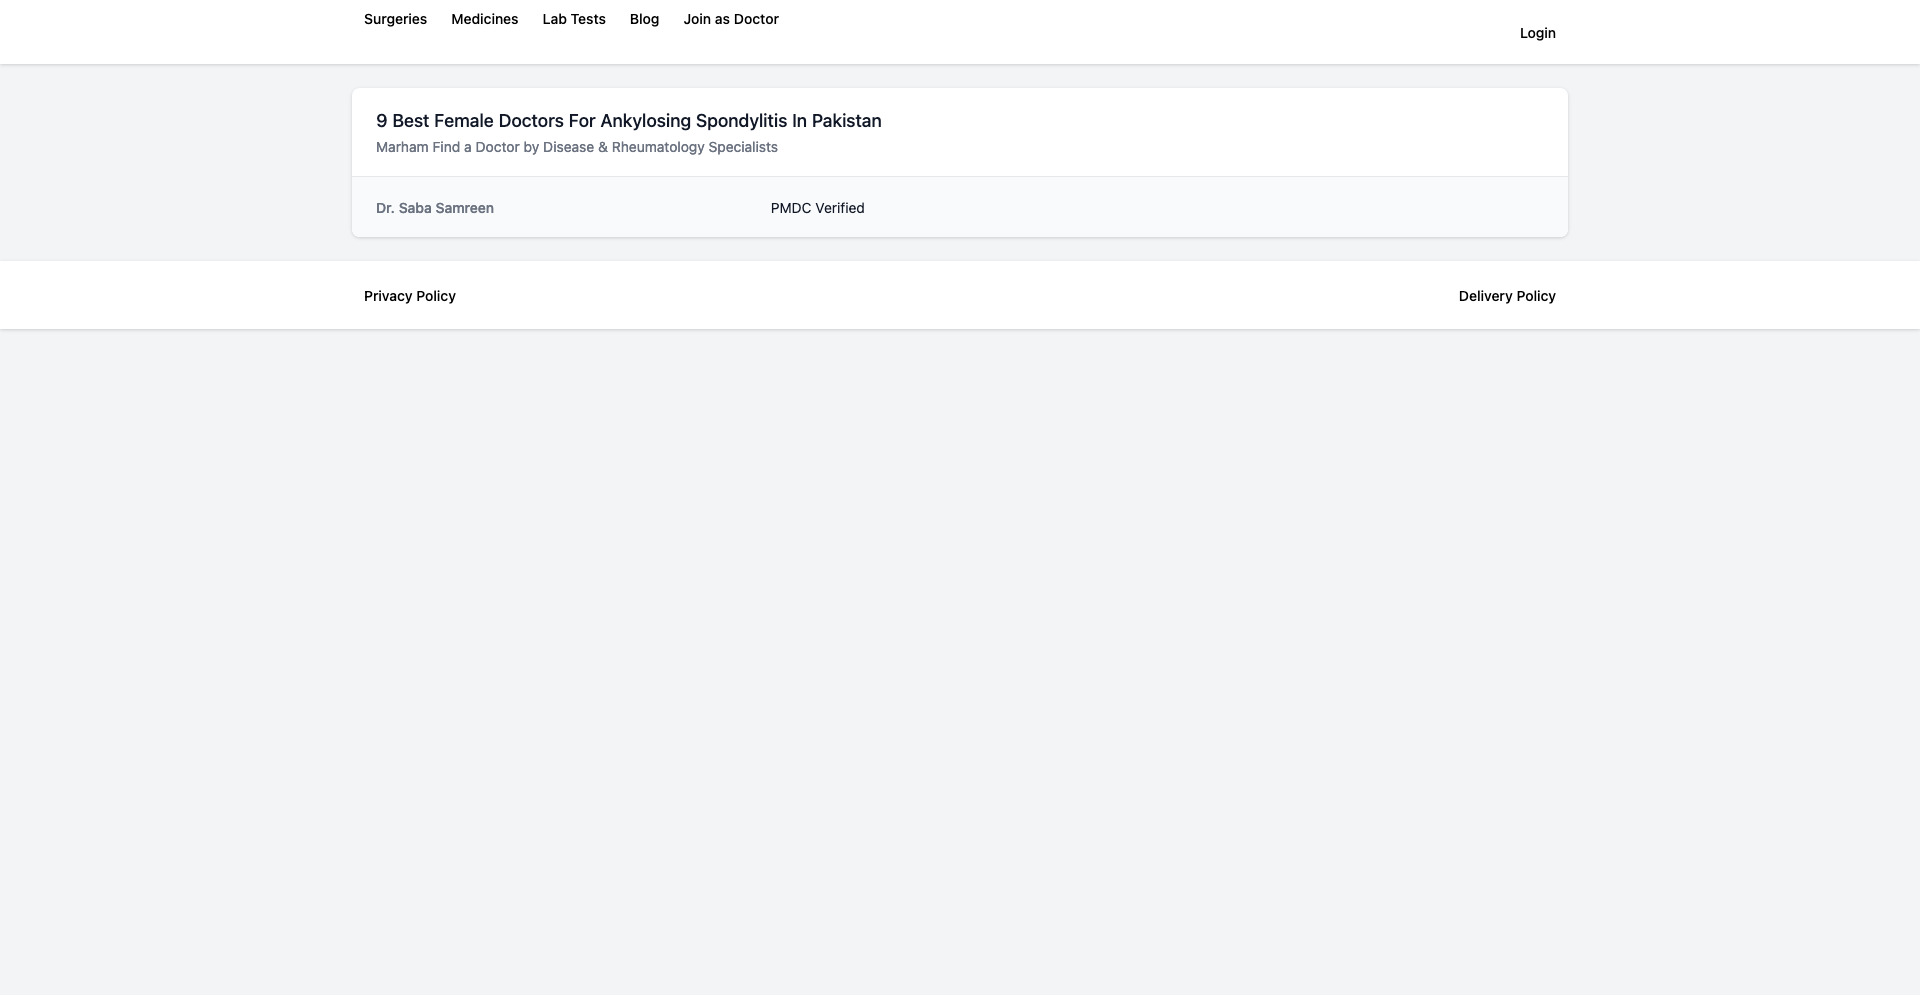 Surgeries Medicines Lab Tests Blog Join as Doctor
Login
9 Best Female Doctors For Ankylosing Spondylitis In Pakistan
Marham Find a Doctor by Disease & Rheumatology Specialists
Dr. Saba Samreen PMDC Verified
Privacy Policy Delivery Policy